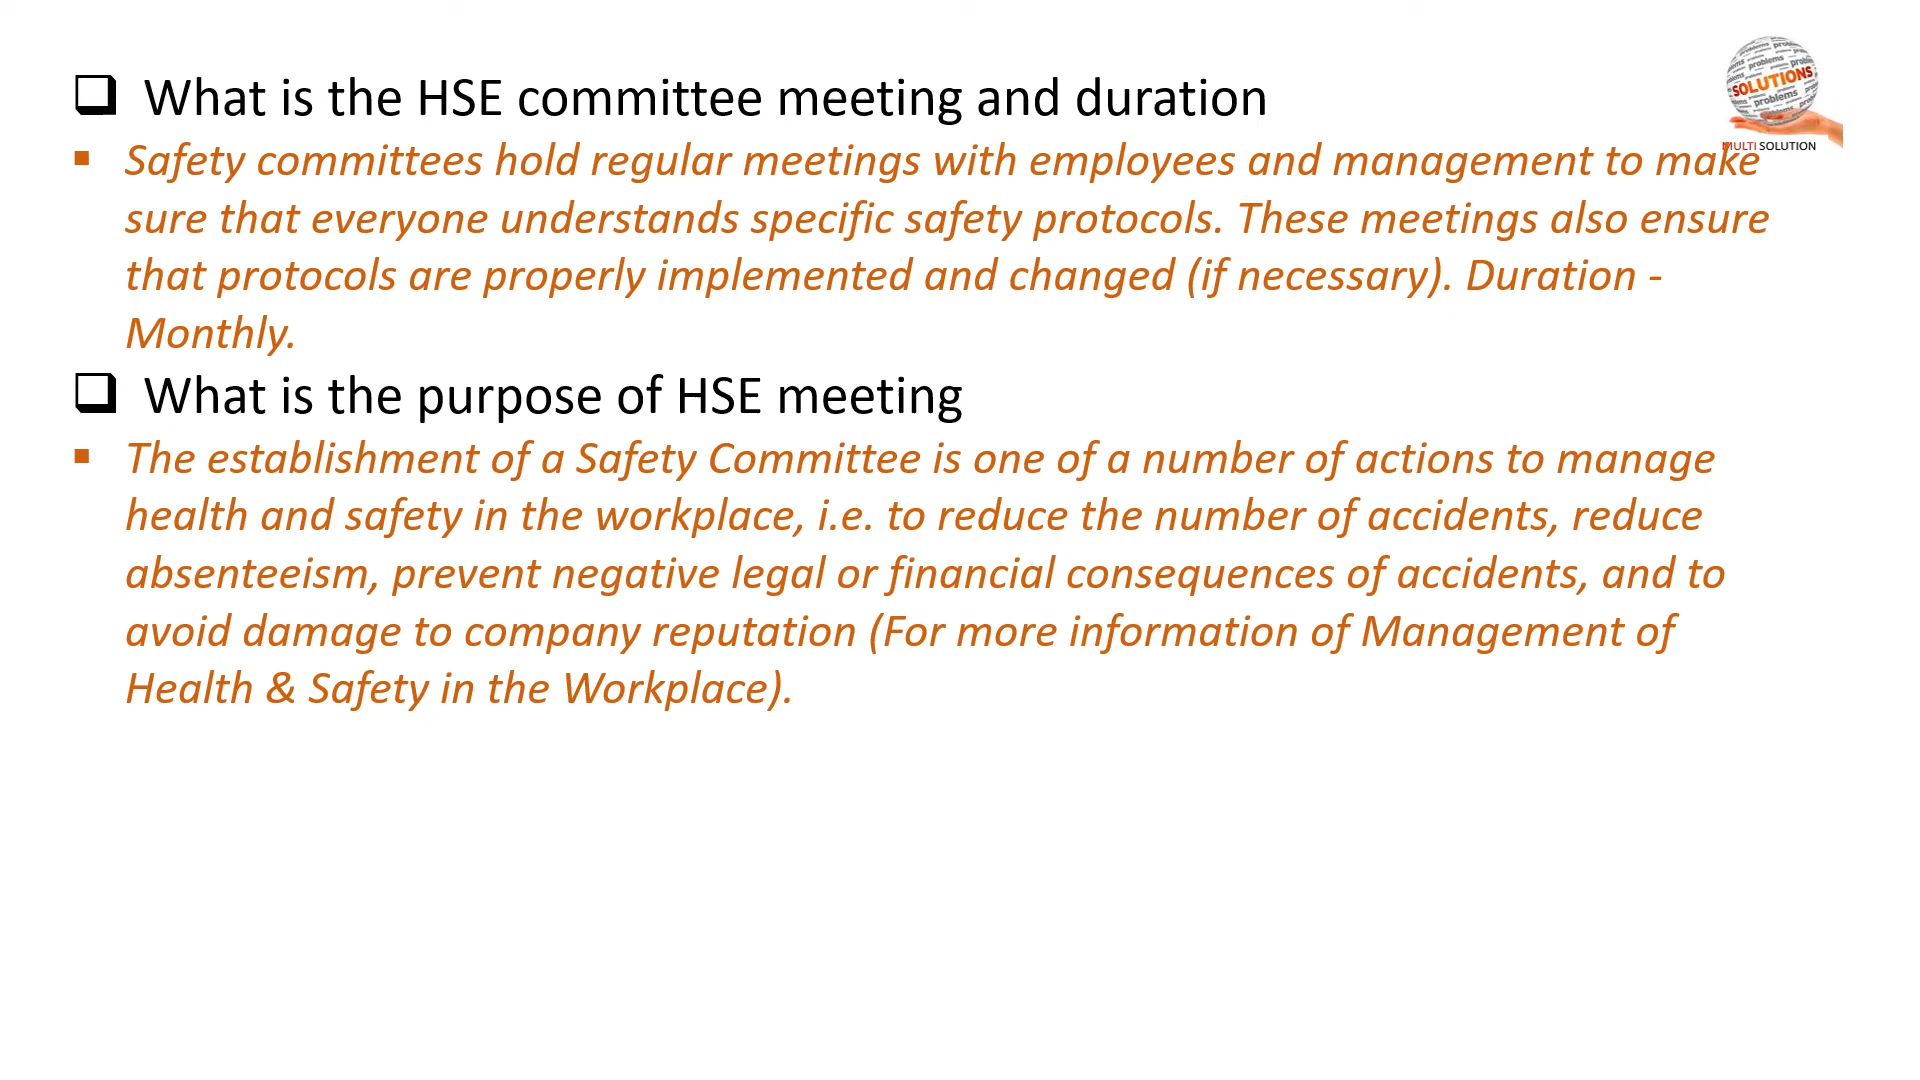 What is the HSE committee meeting and duration
SOLUTIONS
problems
MULTI SOLUTION
Safety committees hold regular meetings with employees and management to make
sure that everyone understands specific safety protocols. These meetings also ensure
that protocols are properly implemented and changed (if necessary). Duration -
Monthly.
What is the purpose of HSE meeting
The establishment of a Safety Committee is one of a number of actions to manage
health and safety in the workplace, i.e. to reduce the number of accidents, reduce
absenteeism, prevent negative legal or financial consequences of accidents, and to
avoid damage to company reputation (For more information of Management of
Health & Safety in the Workplace).